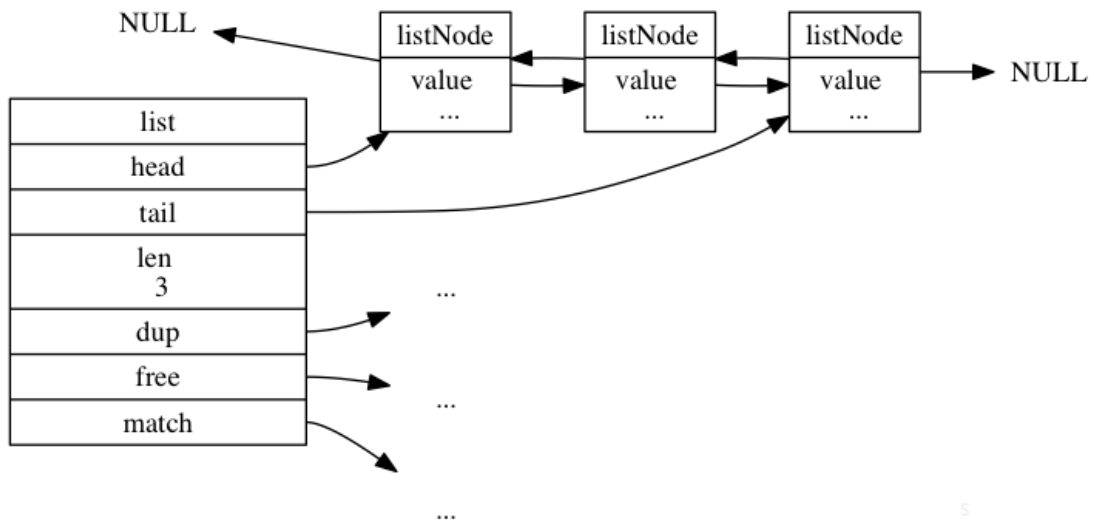 NULL
listNode
value
...
listNode
value
...
listNode
value
...
NULL
list
head
tail
len
3
dup
free
match
...
...
...
s